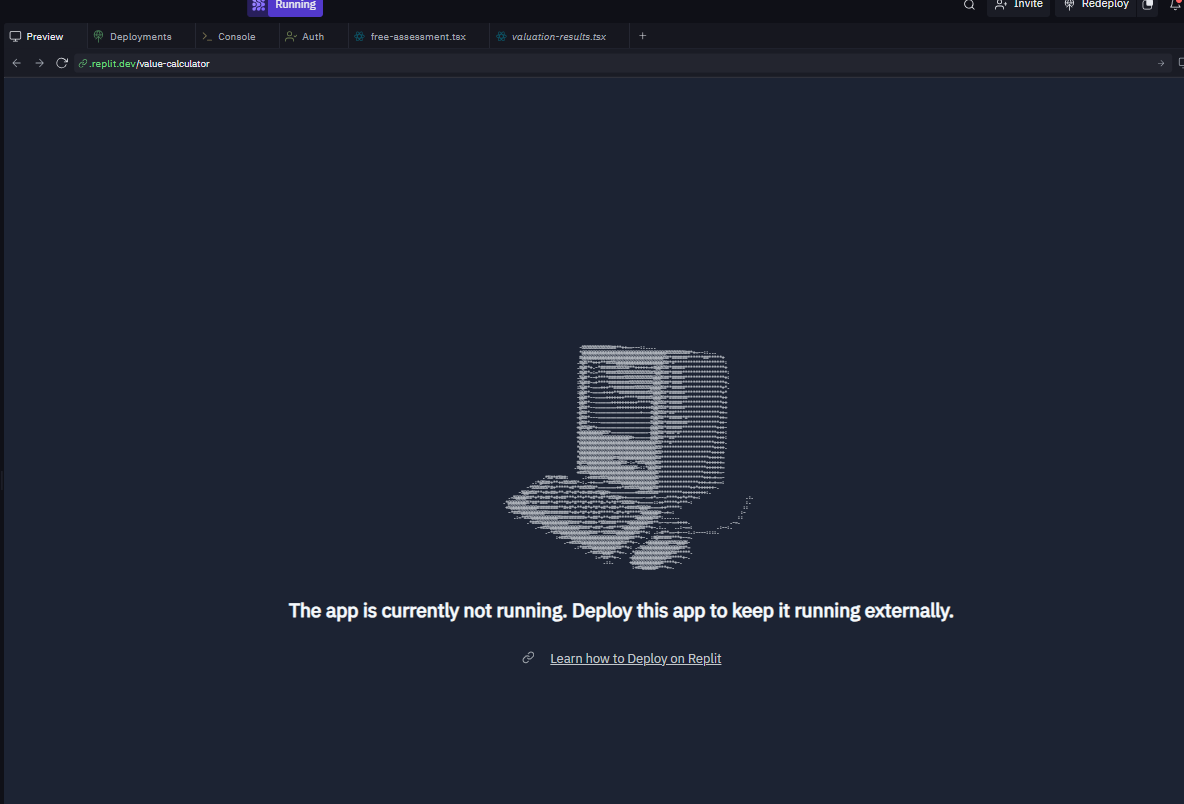 Running
Invite
Redeploy
Preview
Deployments
Console
Auth
free-assessment.tsx
valuation-results.tsx
.replit.dev/value-calculator
The app is currently not running. Deploy this app to keep it running externally.
Learn how to Deploy on Replit